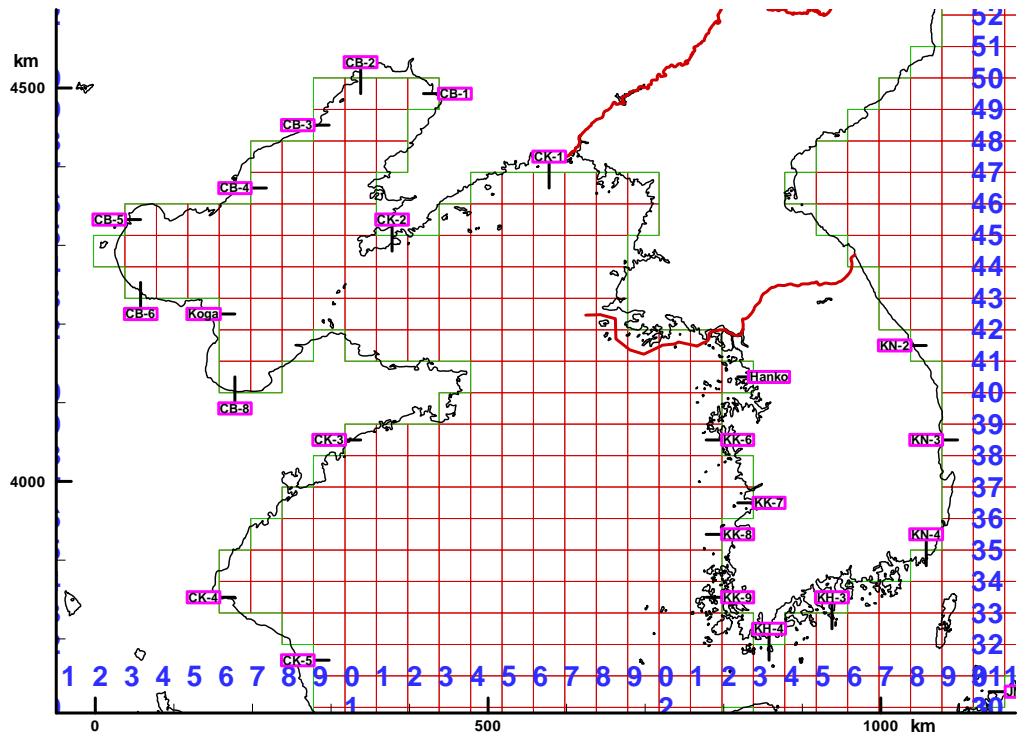 52
51
km
CB-2
50
4500
CB-1
49
CB-3
48
CK-1
47
CB-4
46
CB-5
CK-2
45
44
43
CB-6
Koga
42
KN-2
41
Hanko
40
CB-8
39
CK-3
KK-6
KN-3
38
4000
37
KK-7
36
KK-8
KN-4
35
34
CK-4
KK-9
KH-3
33
KH-4
32
CK-5
1 2 3 4 5 6 7 8 9 0 1 2 3 4 5 6 7 8 9 0 1 2 3 4 5 6 7 8 9 0 1
31
1
2
30
0
500
1000
km